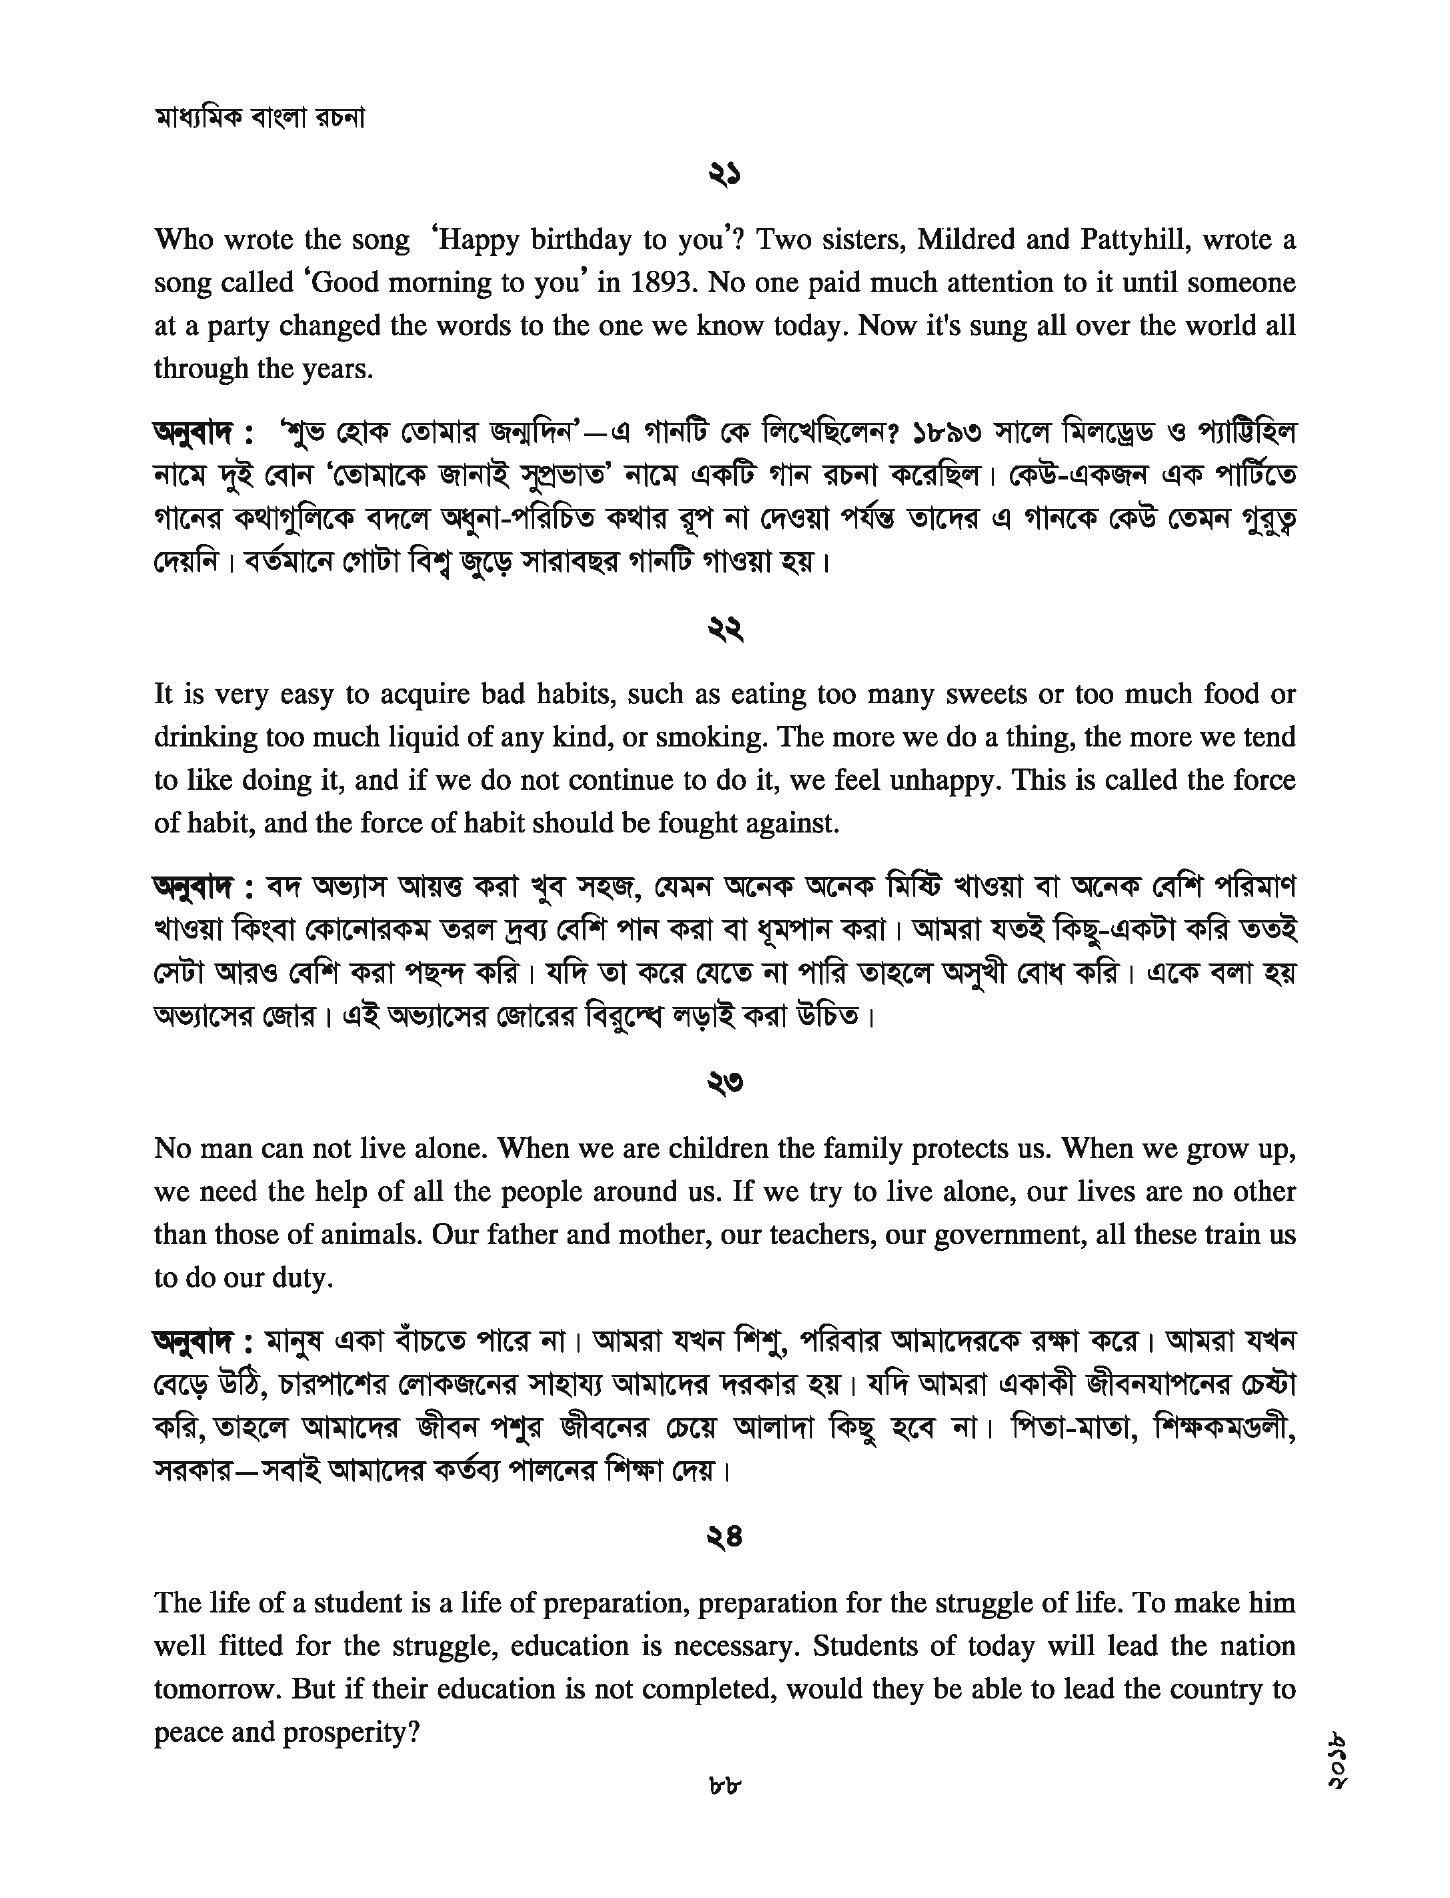 মাধ্যমিক বাংলা রচনা
২১
Who wrote the song ‘Happy birthday to you’? Two sisters, Mildred and Pattyhill, wrote a
song called ‘Good morning to you’ in 1893. No one paid much attention to it until someone
at a party changed the words to the one we know today. Now it's sung all over the world all
through the years.
অনুবাদ : ‘শুভ হোক তোমার জন্মদিন’—এ গানটি কে লিখেছিলেন? ১৮৯৩ সালে মিলড্রেড ও প্যাট্টিহিল
নামে দুই বোন ‘তোমাকে জানাই সুপ্রভাত’ নামে একটি গান রচনা করেছিল। কেউ-একজন এক পার্টিতে
গানের কথাগুলিকে বদলে অধুনা-পরিচিত কথার রূপ না দেওয়া পর্যন্ত তাদের এ গানকে কেউ তেমন গুরুত্ব
দেয়নি। বর্তমানে গোটা বিশ্ব জুড়ে সারাবছর গানটি গাওয়া হয়।
২২
It is very easy to acquire bad habits, such as eating too many sweets or too much food or
drinking too much liquid of any kind, or smoking. The more we do a thing, the more we tend
to like doing it, and if we do not continue to do it, we feel unhappy. This is called the force
of habit, and the force of habit should be fought against.
অনুবাদ : বদ অভ্যাস আয়ত্ত করা খুব সহজ, যেমন অনেক অনেক মিষ্টি খাওয়া বা অনেক বেশি পরিমাণ
খাওয়া কিংবা কোনোরকম তরল দ্রব্য বেশি পান করা বা ধূমপান করা। আমরা যতই কিছু-একটা করি ততই
সেটা আরও বেশি করা পছন্দ করি। যদি তা করে যেতে না পারি তাহলে অসুখী বোধ করি। একে বলা হয়
অভ্যাসের জোর। এই অভ্যাসের জোরের বিরুদ্ধে লড়াই করা উচিত।
২৩
No man can not live alone. When we are children the family protects us. When we grow up,
we need the help of all the people around us. If we try to live alone, our lives are no other
than those of animals. Our father and mother, our teachers, our government, all these train us
to do our duty.
অনুবাদ : মানুষ একা বাঁচতে পারে না। আমরা যখন শিশু, পরিবার আমাদেরকে রক্ষা করে। আমরা যখন
বেড়ে উঠি, চারপাশের লোকজনের সাহায্য আমাদের দরকার হয়। যদি আমরা একাকী জীবনযাপনের চেষ্টা
করি, তাহলে আমাদের জীবন পশুর জীবনের চেয়ে আলাদা কিছু হবে না। পিতা-মাতা, শিক্ষকমণ্ডলী,
সরকার—সবাই আমাদের কর্তব্য পালনের শিক্ষা দেয়।
২৪
The life of a student is a life of preparation, preparation for the struggle of life. To make him
well fitted for the struggle, education is necessary. Students of today will lead the nation
tomorrow. But if their education is not completed, would they be able to lead the country to
peace and prosperity?
৮৮
২০১৮